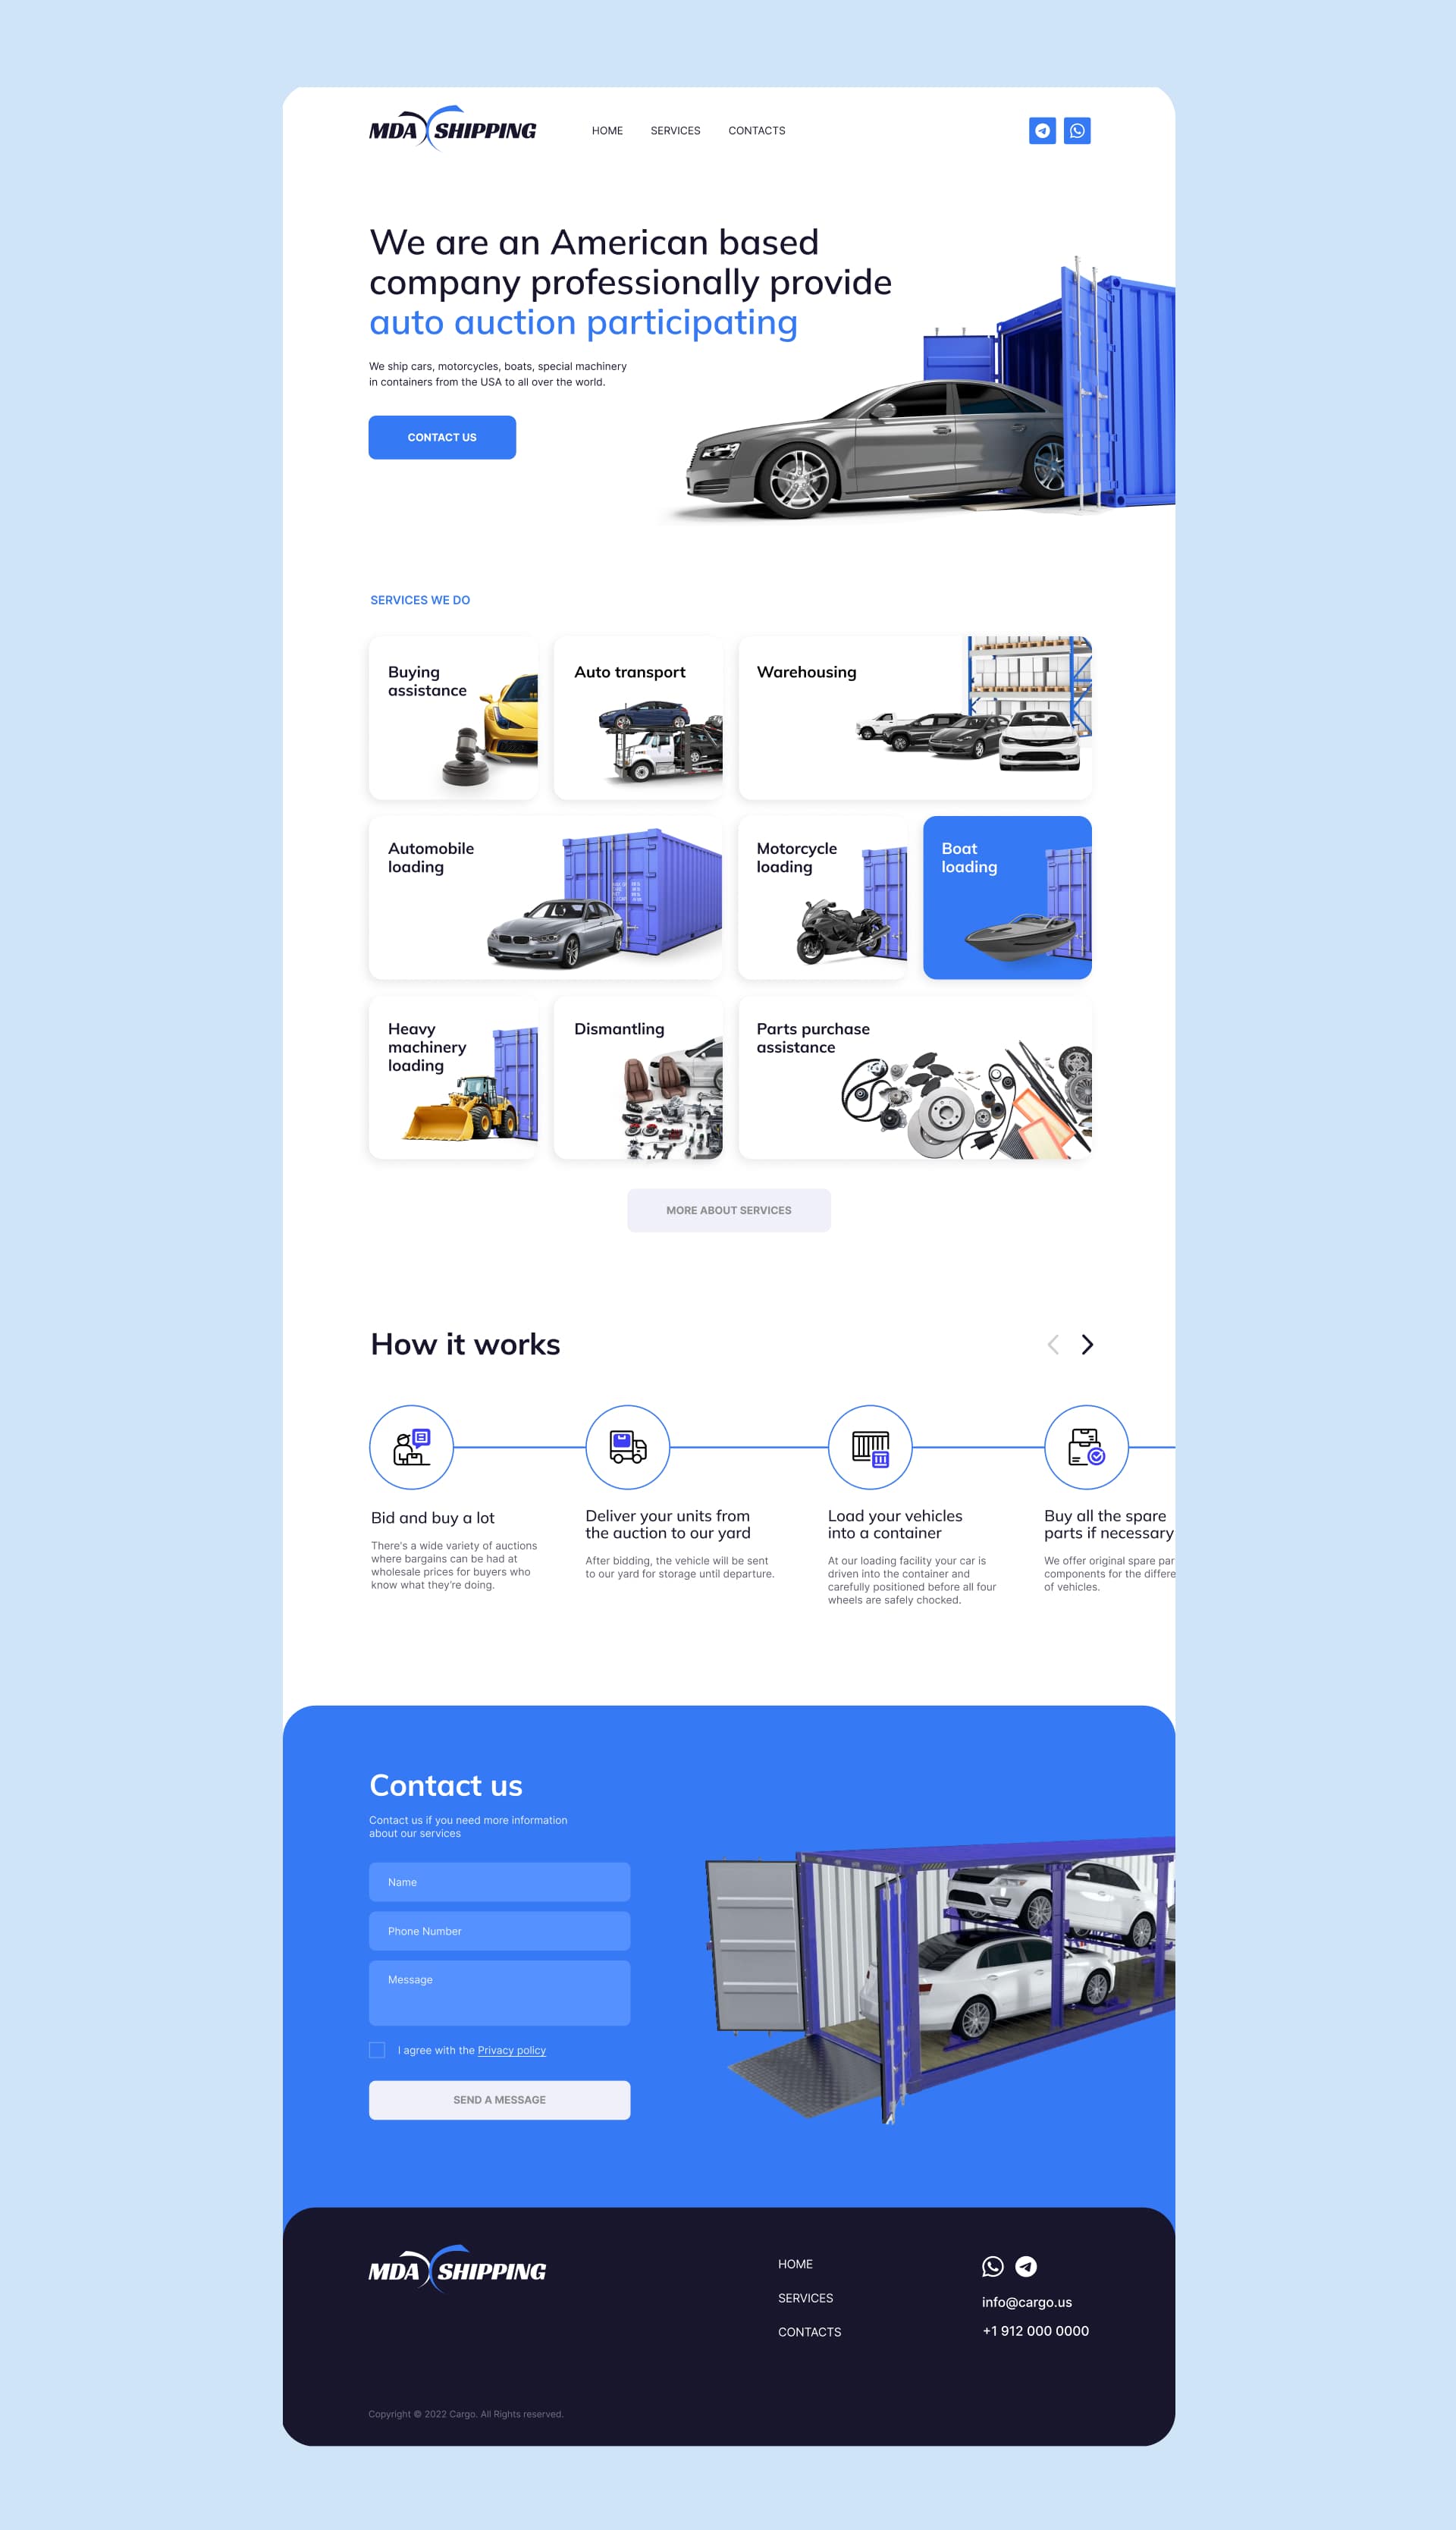 MDA SHIPPING
HOME
SERVICES
CONTACTS
We are an American based
company professionally provide
auto auction participating
We ship cars, motorcycles, boats, special machinery
in containers from the USA to all over the world.
CONTACT US
SERVICES WE DO
Buying
assistance
Auto transport
Warehousing
Automobile
loading
Motorcycle
loading
Boat
loading
Heavy
machinery
loading
Dismantling
Parts purchase
assistance
MORE ABOUT SERVICES
How it works
Bid and buy a lot
There's a wide variety of auctions
where bargains can be had at
wholesale prices for buyers who
know what they're doing.
Deliver your units from
the auction to our yard
After bidding, the vehicle will be sent
to our yard for storage until departure.
Load your vehicles
into a container
At our loading facility your car is
driven into the container and
carefully positioned before all four
wheels are safely chocked.
Buy all the spare
parts if necessary
We offer original spare par
components for the differe
of vehicles.
Contact us
Contact us if you need more information
about our services
Name
Phone Number
Message
I agree with the Privacy policy
SEND A MESSAGE
MDA SHIPPING
HOME
SERVICES
CONTACTS
info@cargo.us
+1 912 000 0000
Copyright © 2022 Cargo. All Rights reserved.